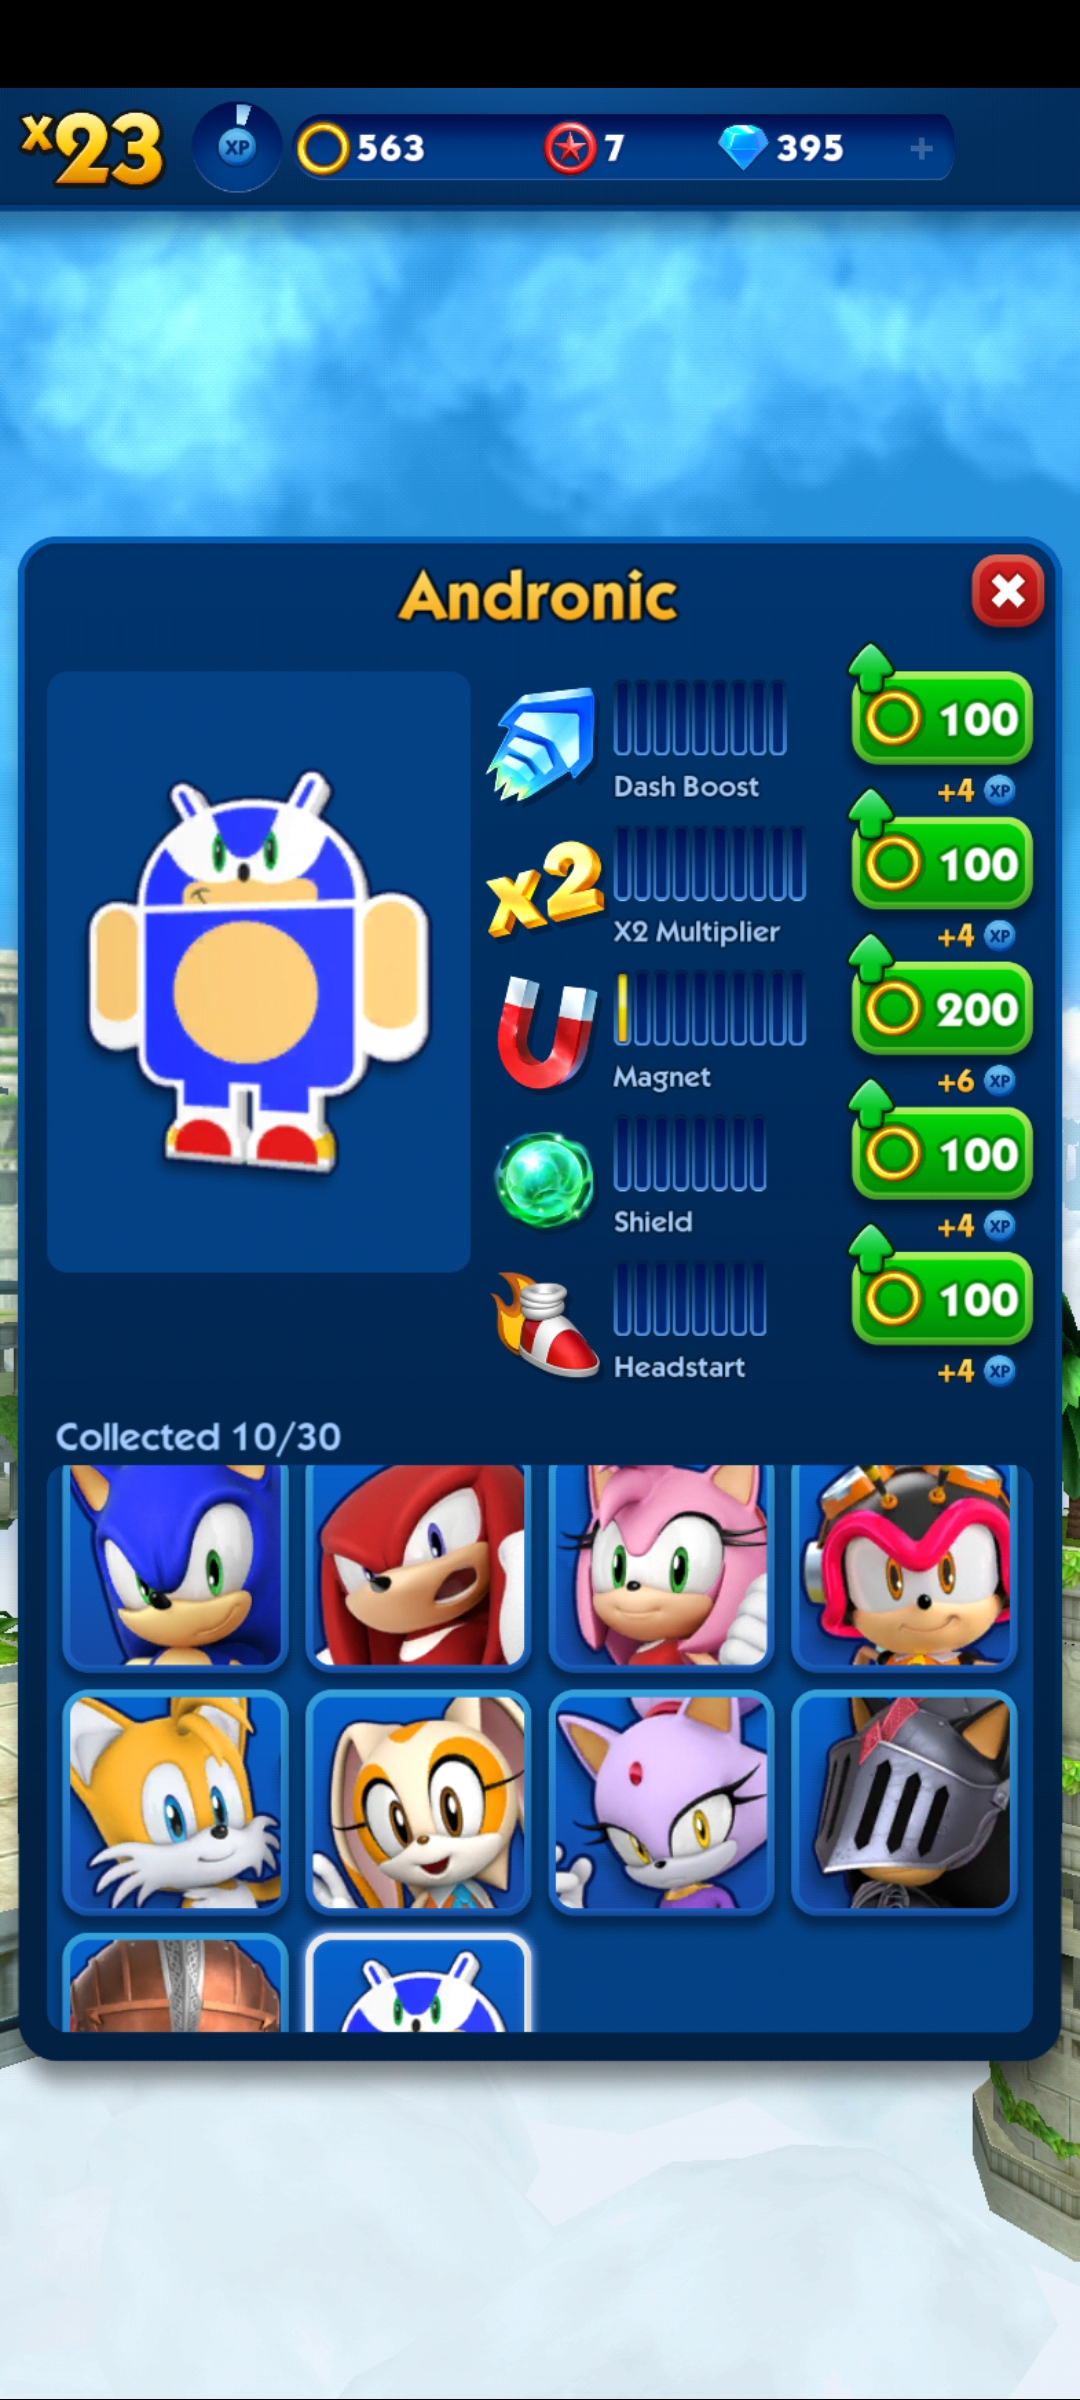 x23 XP 563 7 395 +
Andronic
100
Dash Boost
+4 XP
x2 100
X2 Multiplier
+4 XP
200
Magnet
+6 XP
100
Shield
+4 XP
100
Headstart
+4 XP
Collected 10/30